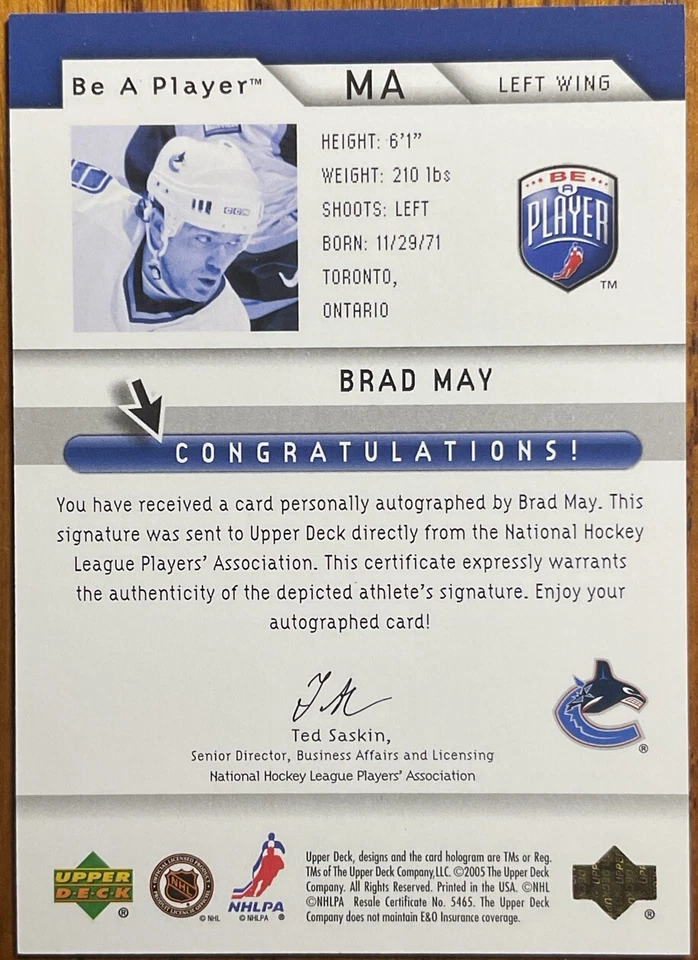 Be A Player™
MA
LEFT WING
HEIGHT: 6'1"
WEIGHT: 210 lbs
SHOOTS: LEFT
BORN: 11/29/71
TORONTO,
ONTARIO
BE
A
PLAYER
TM
CCM
BRAD MAY
CONGRATULATIONS!
You have received a card personally autographed by Brad May. This
signature was sent to Upper Deck directly from the National Hockey
League Players' Association. This certificate expressly warrants
the authenticity of the depicted athlete's signature. Enjoy your
autographed card!
Ted Saskin,
Senior Director, Business Affairs and Licensing
National Hockey League Players' Association
®
UPPER
DECK
®
NHL
© NHL
NHLPA
© NHLPA ®
Upper Deck, designs and the card hologram are TMs or Reg.
TMs of The Upper Deck Company, LLC. ©2005 The Upper Deck
Company. All Rights Reserved. Printed in the USA. ©NHL
©NHLPA Resale Certificate No. 5465. The Upper Deck
Company does not maintain E&O Insurance coverage.
®